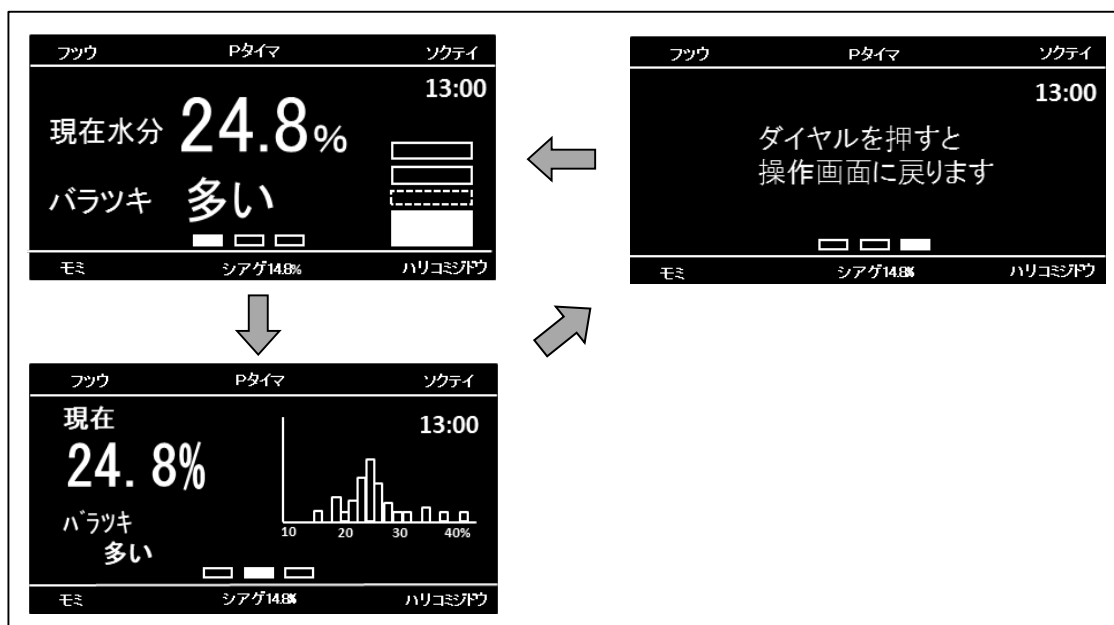 フツウ Pタイマ ソクテイ
13:00
現在水分 24.8%
バラツキ 多い
モミ シアゲ14.8% ハリコミジドウ
フツウ Pタイマ ソクテイ
13:00
ダイヤルを押すと
操作画面に戻ります
モミ シアゲ14.8% ハリコミジドウ
フツウ Pタイマ ソクテイ
現在
13:00
24.8%
バラツキ
多い
10 20 30 40%
モミ シアゲ14.8% ハリコミジドウ